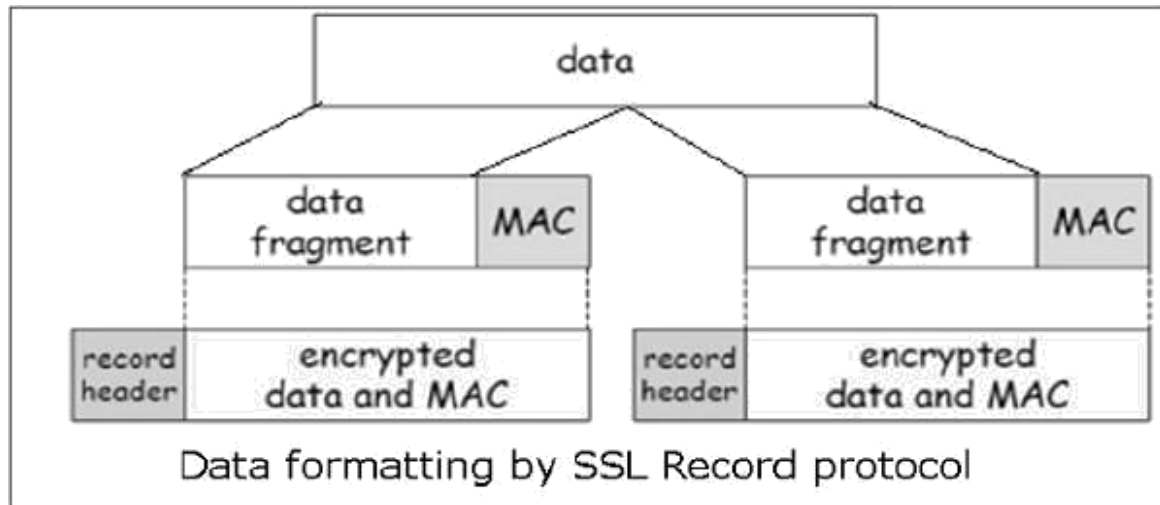 data
data
fragment
MAC
data
fragment
MAC
record
header
encrypted
data and MAC
record
header
encrypted
data and MAC
Data formatting by SSL Record protocol